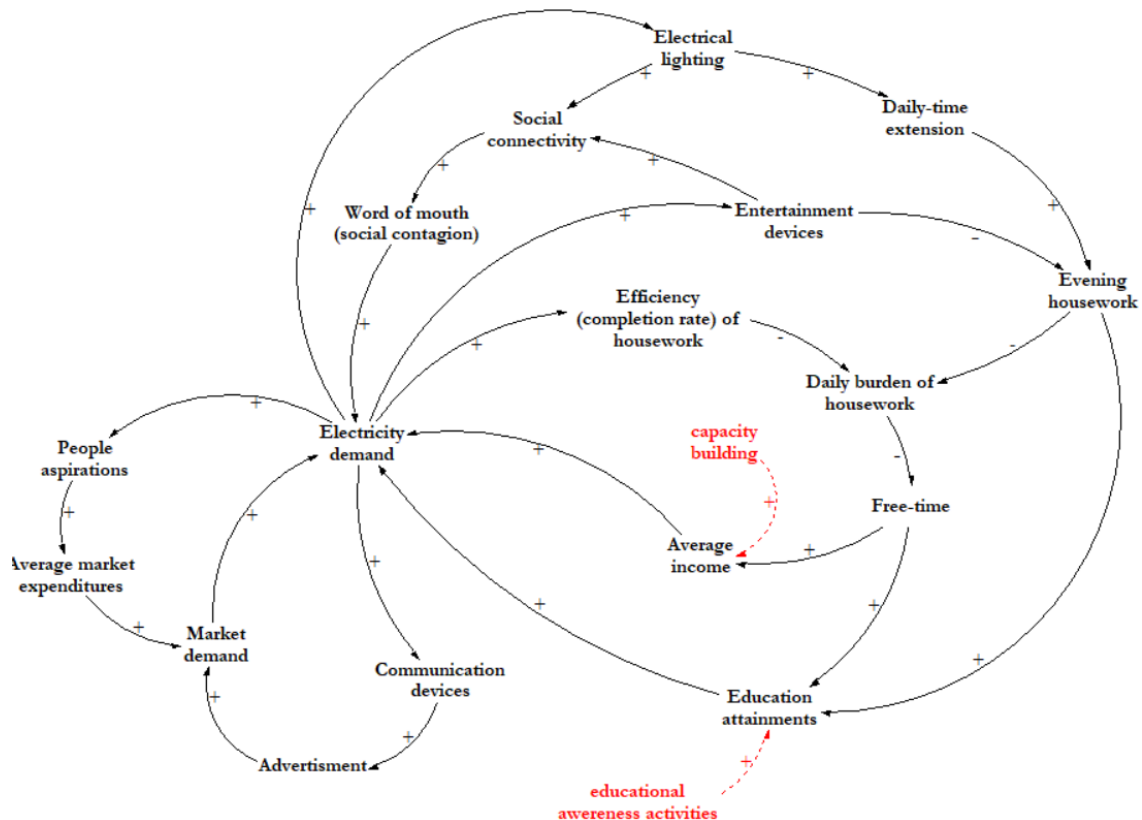 Electrical
lighting
+
+
+
Daily-time
extension
Social
connectivity
+
+
+
+
+
Word of mouth
(social contagion)
Entertainment
devices
-
Evening
housework
Efficiency
(completion rate) of
housework
+
+
-
-
Daily burden of
housework
+
People
aspirations
Electricity
demand
capacity
building
+
-
+
+
+
Free-time
Average market
expenditures
+
Average
income
+
+
+
+
+
Market
demand
Communication
devices
+
Education
attainments
+
+
Advertisment
+
educational
awereness activities